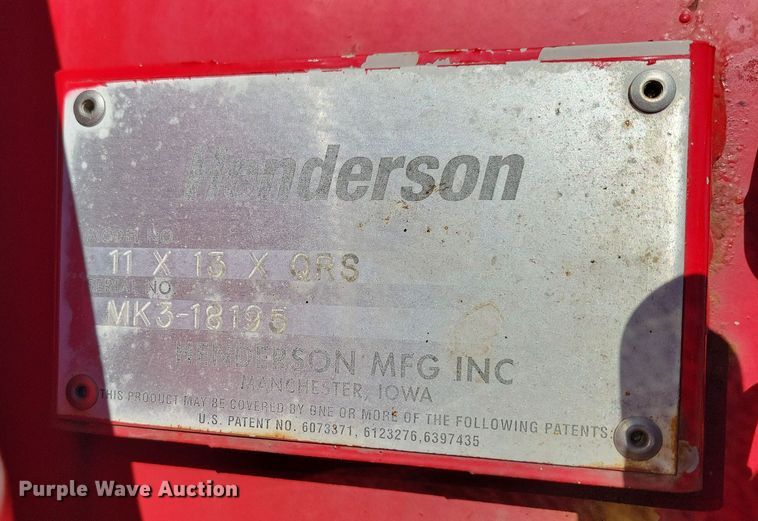 Henderson
MODEL NO.
11 X 13 X QRS
SERIAL NO.
MK3-18195
HENDERSON MFG INC
MANCHESTER, IOWA
THIS PRODUCT MAY BE COVERED BY ONE OR MORE OF THE FOLLOWING PATENTS:
U.S. PATENT NO. 6073371, 6123276,6397435
Purple Wave Auction®